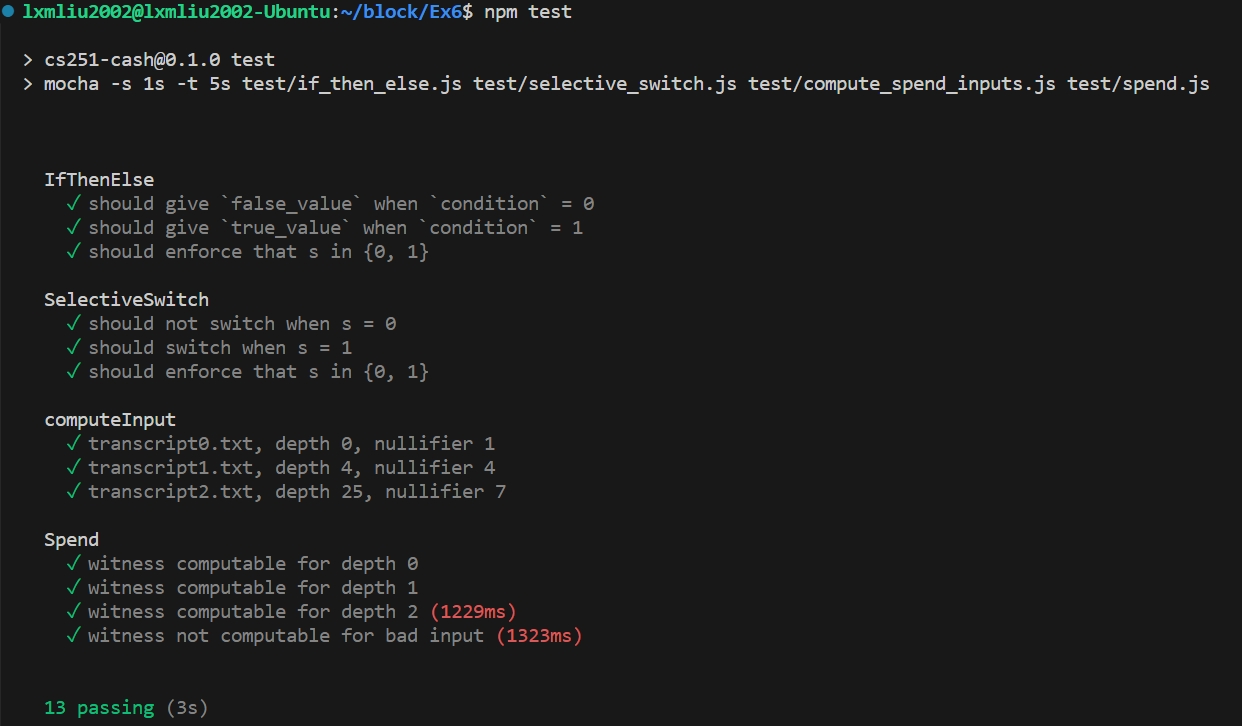 lxmliu2002@lxmliu2002-Ubuntu:~/block/Ex6$ npm test
> cs251-cash@0.1.0 test
> mocha -s 1s -t 5s test/if_then_else.js test/selective_switch.js test/compute_spend_inputs.js test/spend.js
IfThenElse
✓ should give `false_value` when `condition` = 0
✓ should give `true_value` when `condition` = 1
✓ should enforce that s in {0, 1}
SelectiveSwitch
✓ should not switch when s = 0
✓ should switch when s = 1
✓ should enforce that s in {0, 1}
computeInput
✓ transcript0.txt, depth 0, nullifier 1
✓ transcript1.txt, depth 4, nullifier 4
✓ transcript2.txt, depth 25, nullifier 7
Spend
✓ witness computable for depth 0
✓ witness computable for depth 1
✓ witness computable for depth 2 (1229ms)
✓ witness not computable for bad input (1323ms)
13 passing (3s)